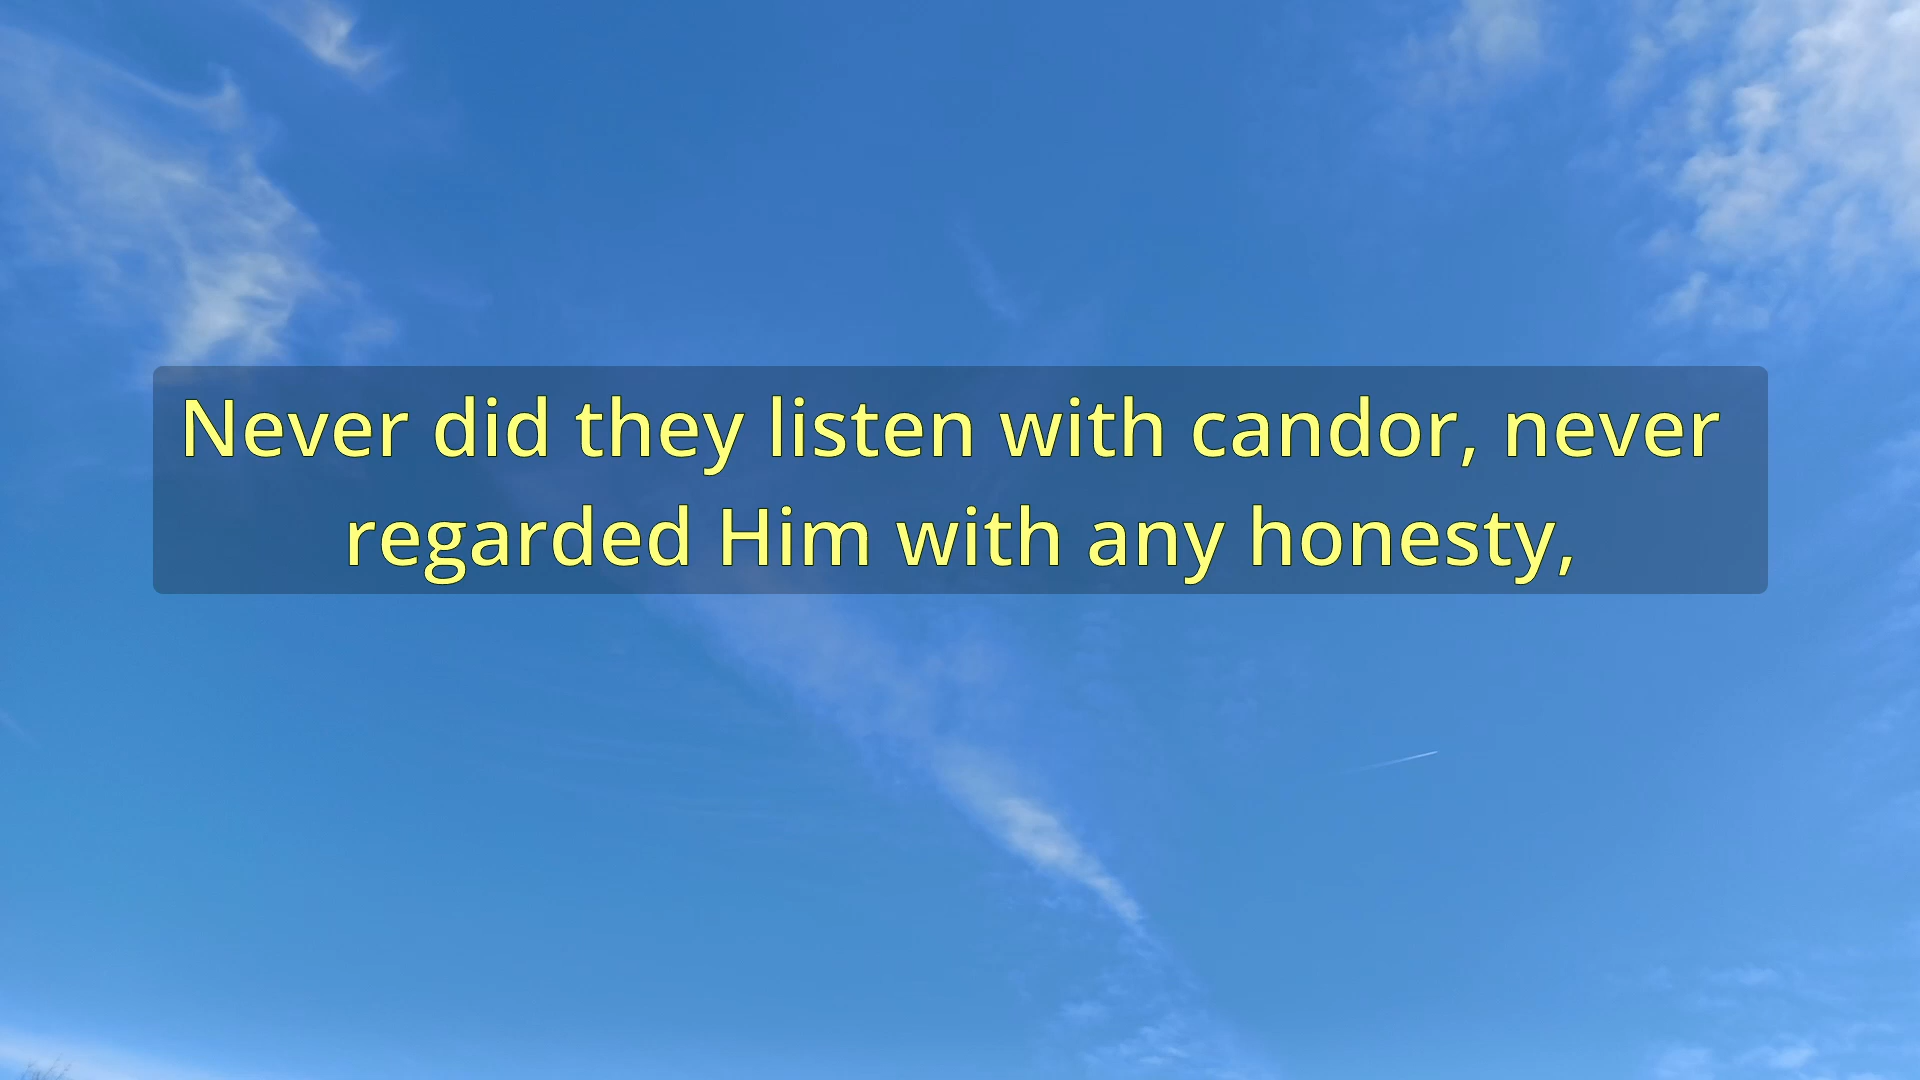 Never did they listen with candor, never
regarded Him with any honesty,